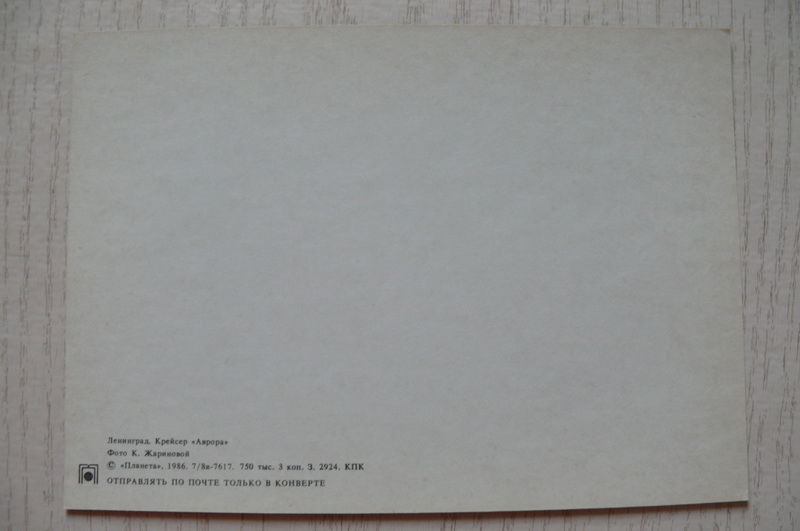 Ленинград. Крейсер «Аврора»
Фото К. Жариновой
© «Планета», 1986. 7/8и-7617. 750 тыс. 3 коп. З. 2924. КПК
ОТПРАВЛЯТЬ ПО ПОЧТЕ ТОЛЬКО В КОНВЕРТЕ